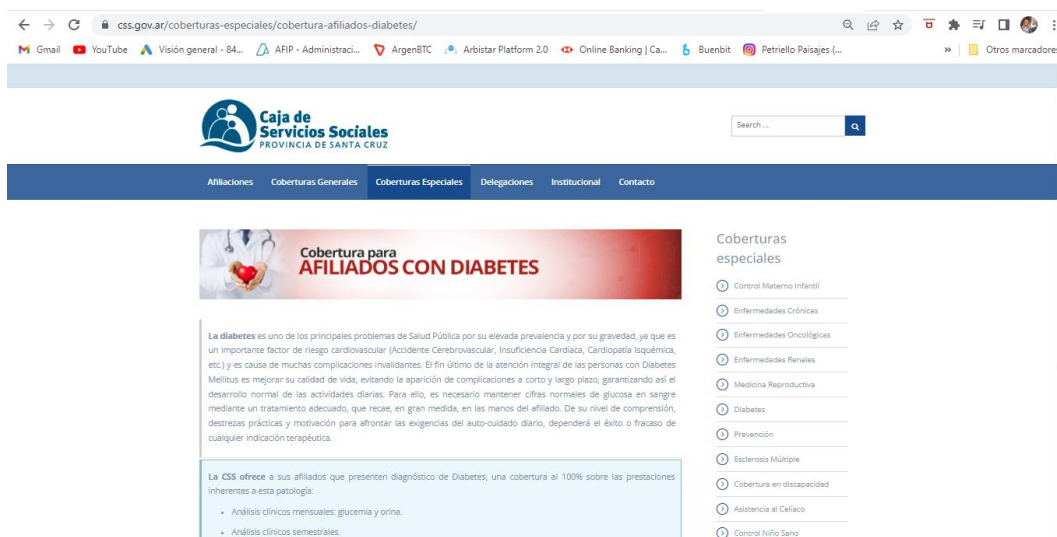 css.gov.ar/coberturas-especiales/cobertura-afiliados-diabetes/
Gmail YouTube Visión general - 84... AFIP - Administraci... ArgenBTC Arbistar Platform 2.0 Online Banking | Ca... Buenbit Petriello Paisajes (... » Otros marcadores
Caja de
Servicios Sociales
PROVINCIA DE SANTA CRUZ
Search ...
Afiliaciones Coberturas Generales Coberturas Especiales Delegaciones Institucional Contacto
Cobertura para
AFILIADOS CON DIABETES
La diabetes es uno de los principales problemas de Salud Pública por su elevada prevalencia y por su gravedad, ya que es
un importante factor de riesgo cardiovascular (Accidente Cerebrovascular, Insuficiencia Cardíaca, Cardiopatía Isquémica,
etc.) y es causa de muchas complicaciones invalidantes. El fin último de la atención integral de las personas con Diabetes
Mellitus es mejorar su calidad de vida, evitando la aparición de complicaciones a corto y largo plazo, garantizando así el
desarrollo normal de las actividades diarias. Para ello, es necesario mantener cifras normales de glucosa en sangre
mediante un tratamiento adecuado, que recae, en gran medida, en las manos del afiliado. De su nivel de comprensión,
destrezas prácticas y motivación para afrontar las exigencias del auto-cuidado diario, dependerá el éxito o fracaso de
cualquier indicación terapéutica.
La CSS ofrece a sus afiliados que presenten diagnóstico de Diabetes, una cobertura al 100% sobre las prestaciones
inherentes a esta patología:
• Análisis clínicos mensuales: glucemia y orina.
• Análisis clínicos semestrales.
Coberturas
especiales
Control Materno Infantil
Enfermedades Crónicas
Enfermedades Oncológicas
Enfermedades Renales
Medicina Reproductiva
Diabetes
Prevención
Esclerosis Múltiple
Cobertura en discapacidad
Asistencia al Celíaco
Control Niño Sano